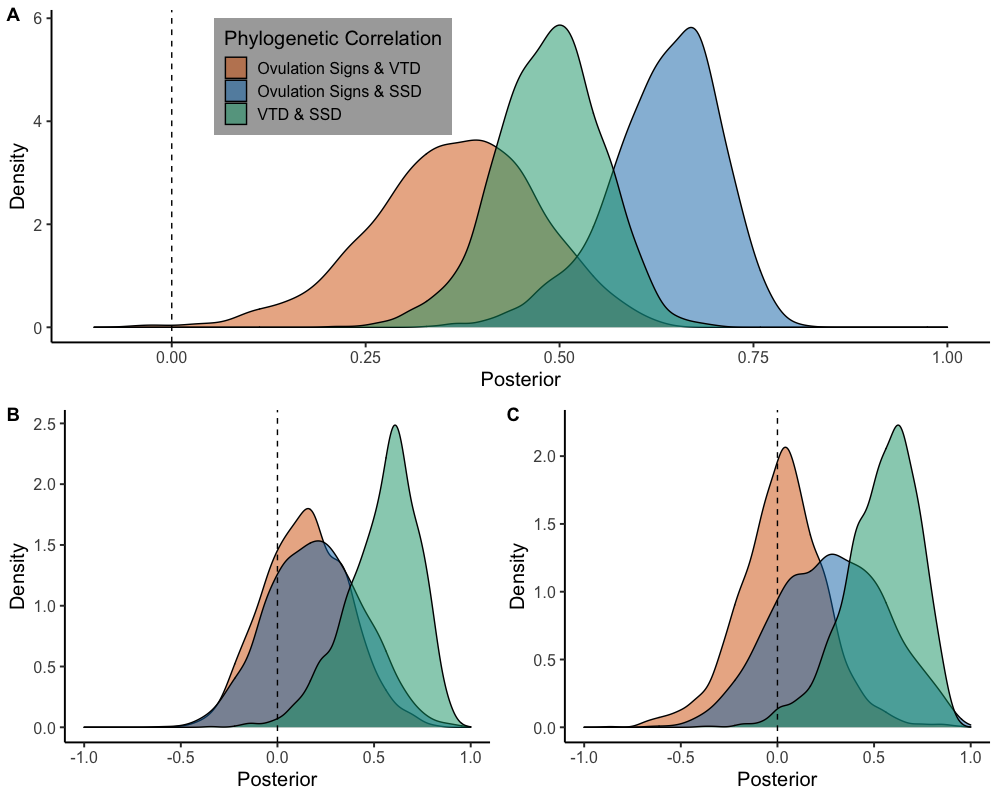 A
Phylogenetic Correlation
Ovulation Signs & VTD
Ovulation Signs & SSD
VTD & SSD
Density
6
4
2
0
0.00 0.25 0.50 0.75 1.00
Posterior
B
Density
2.5
2.0
1.5
1.0
0.5
0.0
-1.0 -0.5 0.0 0.5 1.0
Posterior
C
Density
2.0
1.5
1.0
0.5
0.0
-1.0 -0.5 0.0 0.5 1.0
Posterior